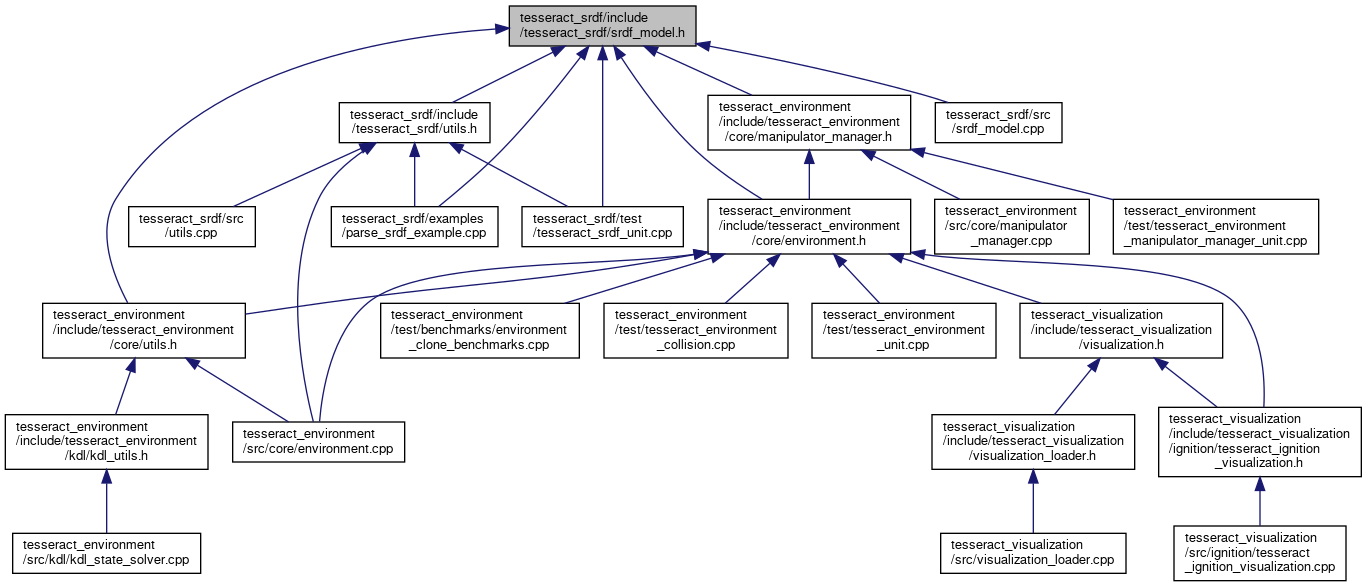 tesseract_srdf/include
/tesseract_srdf/srdf_model.h
tesseract_srdf/include
/tesseract_srdf/utils.h
tesseract_environment
/include/tesseract_environment
/core/manipulator_manager.h
tesseract_srdf/src
/srdf_model.cpp
tesseract_srdf/src
/utils.cpp
tesseract_srdf/examples
/parse_srdf_example.cpp
tesseract_srdf/test
/tesseract_srdf_unit.cpp
tesseract_environment
/include/tesseract_environment
/core/environment.h
tesseract_environment
/src/core/manipulator
_manager.cpp
tesseract_environment
/test/tesseract_environment
_manipulator_manager_unit.cpp
tesseract_environment
/include/tesseract_environment
/core/utils.h
tesseract_environment
/test/benchmarks/environment
_clone_benchmarks.cpp
tesseract_environment
/test/tesseract_environment
_collision.cpp
tesseract_environment
/test/tesseract_environment
_unit.cpp
tesseract_visualization
/include/tesseract_visualization
/visualization.h
tesseract_environment
/include/tesseract_environment
/kdl/kdl_utils.h
tesseract_environment
/src/core/environment.cpp
tesseract_visualization
/include/tesseract_visualization
/visualization_loader.h
tesseract_visualization
/include/tesseract_visualization
/ignition/tesseract_ignition
_visualization.h
tesseract_environment
/src/kdl/kdl_state_solver.cpp
tesseract_visualization
/src/visualization_loader.cpp
tesseract_visualization
/src/ignition/tesseract
_ignition_visualization.cpp